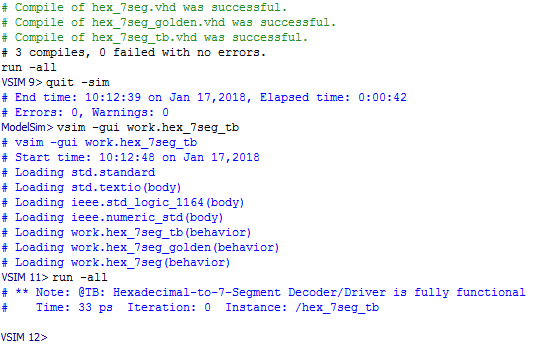 # Compile of hex_7seg.vhd was successful.
# Compile of hex_7seg_golden.vhd was successful.
# Compile of hex_7seg_tb.vhd was successful.
# 3 compiles, 0 failed with no errors.
run -all
VSIM 9> quit -sim
# End time: 10:12:39 on Jan 17,2018, Elapsed time: 0:00:42
# Errors: 0, Warnings: 0
ModelSim> vsim -gui work.hex_7seg_tb
# vsim -gui work.hex_7seg_tb
# Start time: 10:12:48 on Jan 17,2018
# Loading std.standard
# Loading std.textio(body)
# Loading ieee.std_logic_1164(body)
# Loading ieee.numeric_std(body)
# Loading work.hex_7seg_tb(behavior)
# Loading work.hex_7seg_golden(behavior)
# Loading work.hex_7seg(behavior)
VSIM 11> run -all
# ** Note: @TB: Hexadecimal-to-7-Segment Decoder/Driver is fully functional
#    Time: 33 ps  Iteration: 0  Instance: /hex_7seg_tb
VSIM 12>